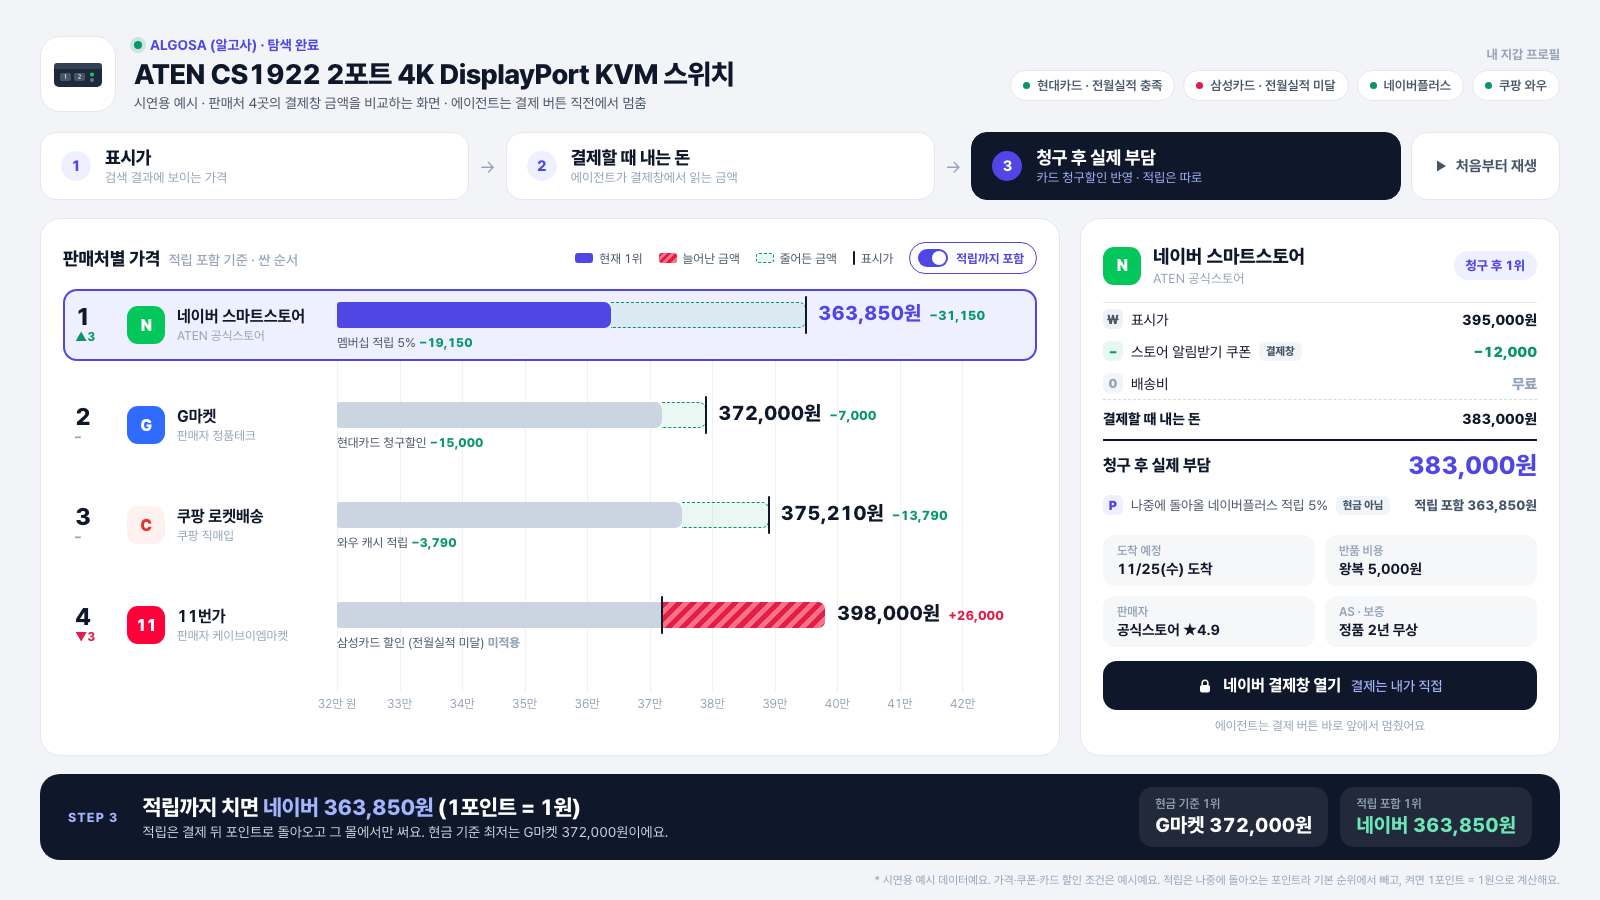 ALGOSA (알고사) · 탐색 완료
ATEN CS1922 2포트 4K DisplayPort KVM 스위치
시연용 예시 · 판매처 4곳의 결제창 금액을 비교하는 화면 · 에이전트는 결제 버튼 직전에서 멈춤
내 지갑 프로필
현대카드 · 전월실적 충족
삼성카드 · 전월실적 미달
네이버플러스
쿠팡 와우
1 2
1 표시가
검색 결과에 보이는 가격
→
2 결제할 때 내는 돈
에이전트가 결제창에서 읽는 금액
→
3 청구 후 실제 부담
카드 청구할인 반영 · 적립은 따로
▶ 처음부터 재생
판매처별 가격 적립 포함 기준 · 싼 순서
현재 1위 늘어난 금액 줄어든 금액 표시가 적립까지 포함
1 ▲3
N 네이버 스마트스토어
ATEN 공식스토어
363,850원 −31,150
멤버십 적립 5% −19,150
2 –
G G마켓
판매자 정품테크
372,000원 −7,000
현대카드 청구할인 −15,000
3 –
C 쿠팡 로켓배송
쿠팡 직매입
375,210원 −13,790
와우 캐시 적립 −3,790
4 ▼3
11 11번가
판매자 케이브이엠마켓
398,000원 +26,000
삼성카드 할인 (전월실적 미달) 미적용
32만 원 33만 34만 35만 36만 37만 38만 39만 40만 41만 42만
N 네이버 스마트스토어
ATEN 공식스토어
청구 후 1위
₩ 표시가 395,000원
− 스토어 알림받기 쿠폰 결제창 −12,000
0 배송비 무료
결제할 때 내는 돈 383,000원
청구 후 실제 부담 383,000원
P 나중에 돌아올 네이버플러스 적립 5% 현금 아님 적립 포함 363,850원
도착 예정
11/25(수) 도착
반품 비용
왕복 5,000원
판매자
공식스토어 ★4.9
AS · 보증
정품 2년 무상
네이버 결제창 열기 결제는 내가 직접
에이전트는 결제 버튼 바로 앞에서 멈췄어요
STEP 3
적립까지 치면 네이버 363,850원 (1포인트 = 1원)
적립은 결제 뒤 포인트로 돌아오고 그 몰에서만 써요. 현금 기준 최저는 G마켓 372,000원이에요.
현금 기준 1위
G마켓 372,000원
적립 포함 1위
네이버 363,850원
* 시연용 예시 데이터예요. 가격·쿠폰·카드 할인 조건은 예시예요. 적립은 나중에 돌아오는 포인트라 기본 순위에서 빼고, 켜면 1포인트 = 1원으로 계산해요.